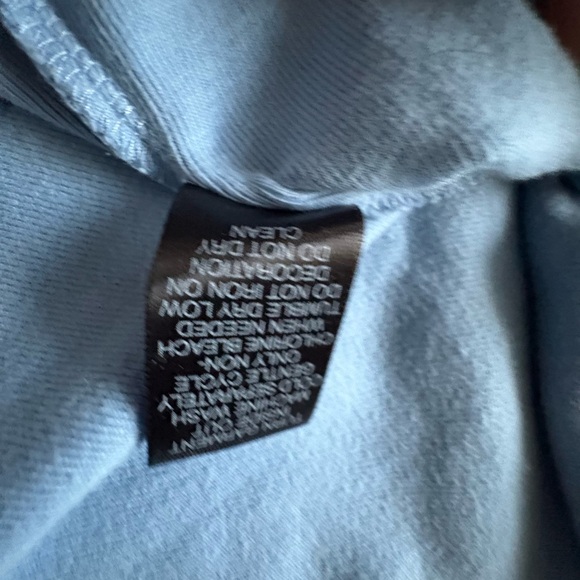 TURN GARMENT
INSIDE OUT
MACHINE WASH
COLD SEPARATELY
GENTLE CYCLE
ONLY NON-
CHLORINE BLEACH
WHEN NEEDED
TUMBLE DRY LOW
DO NOT IRON ON
DECORATION
DO NOT DRY
CLEAN